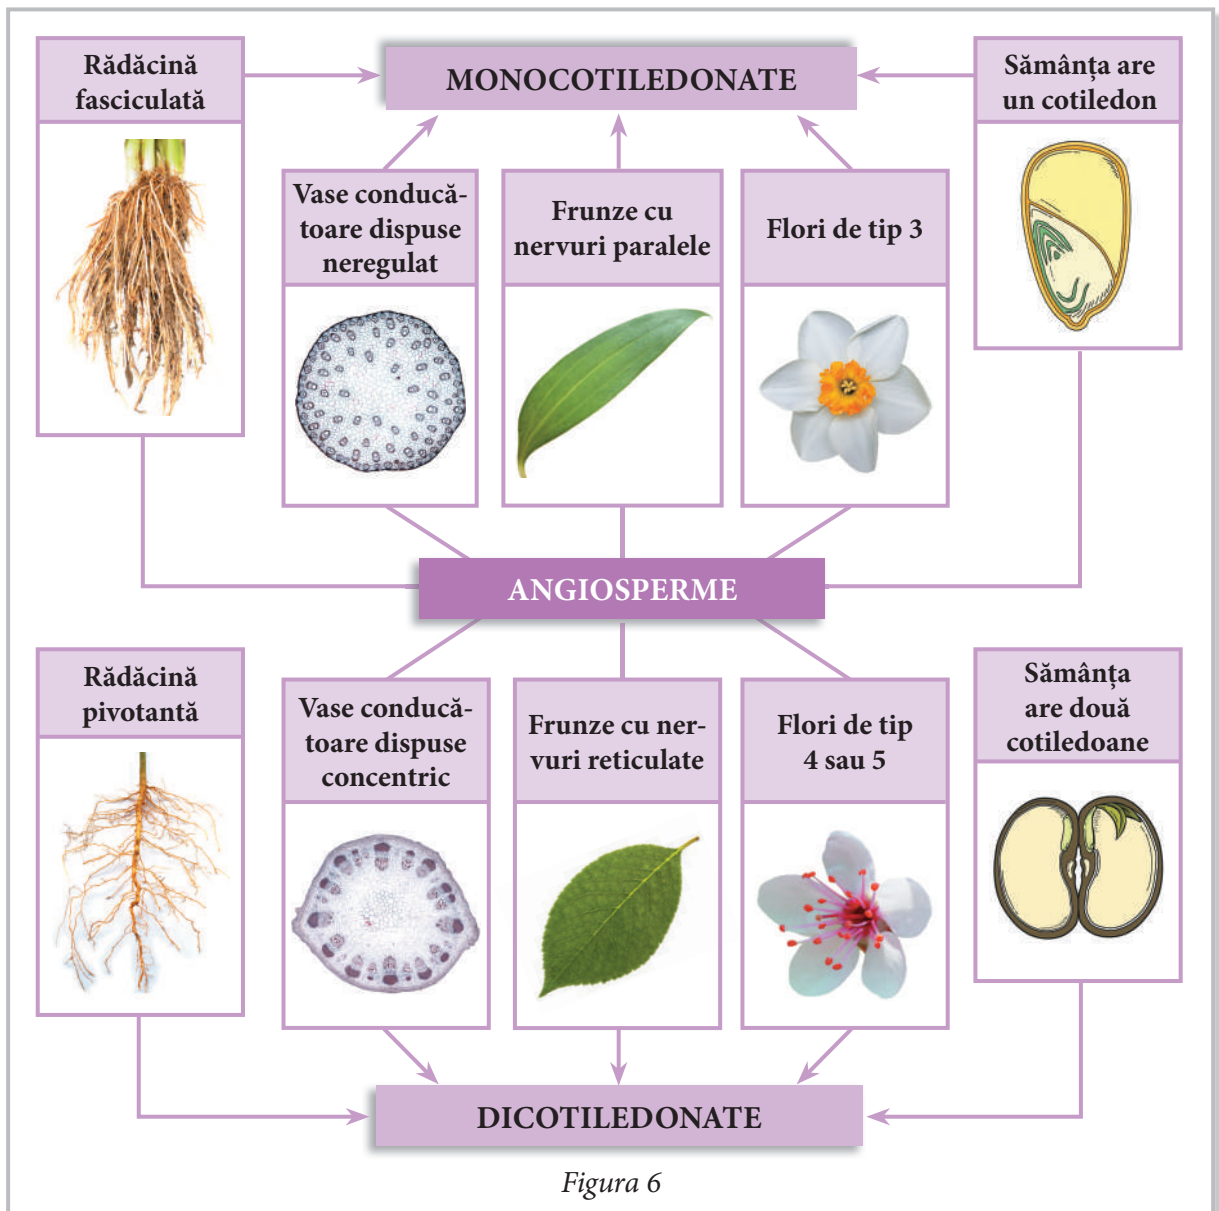 Rădăcină
fasciculată
MONOCOTILEDONATE
Sămânța are
un cotiledon
Vase conducă-
toare dispuse
neregulat
Frunze cu
nervuri paralele
Flori de tip 3
ANGIOSPERME
Rădăcină
pivotantă
Vase conducă-
toare dispuse
concentric
Frunze cu ner-
vuri reticulate
Flori de tip
4 sau 5
Sămânța
are două
cotiledoane
DICOTILEDONATE
Figura 6